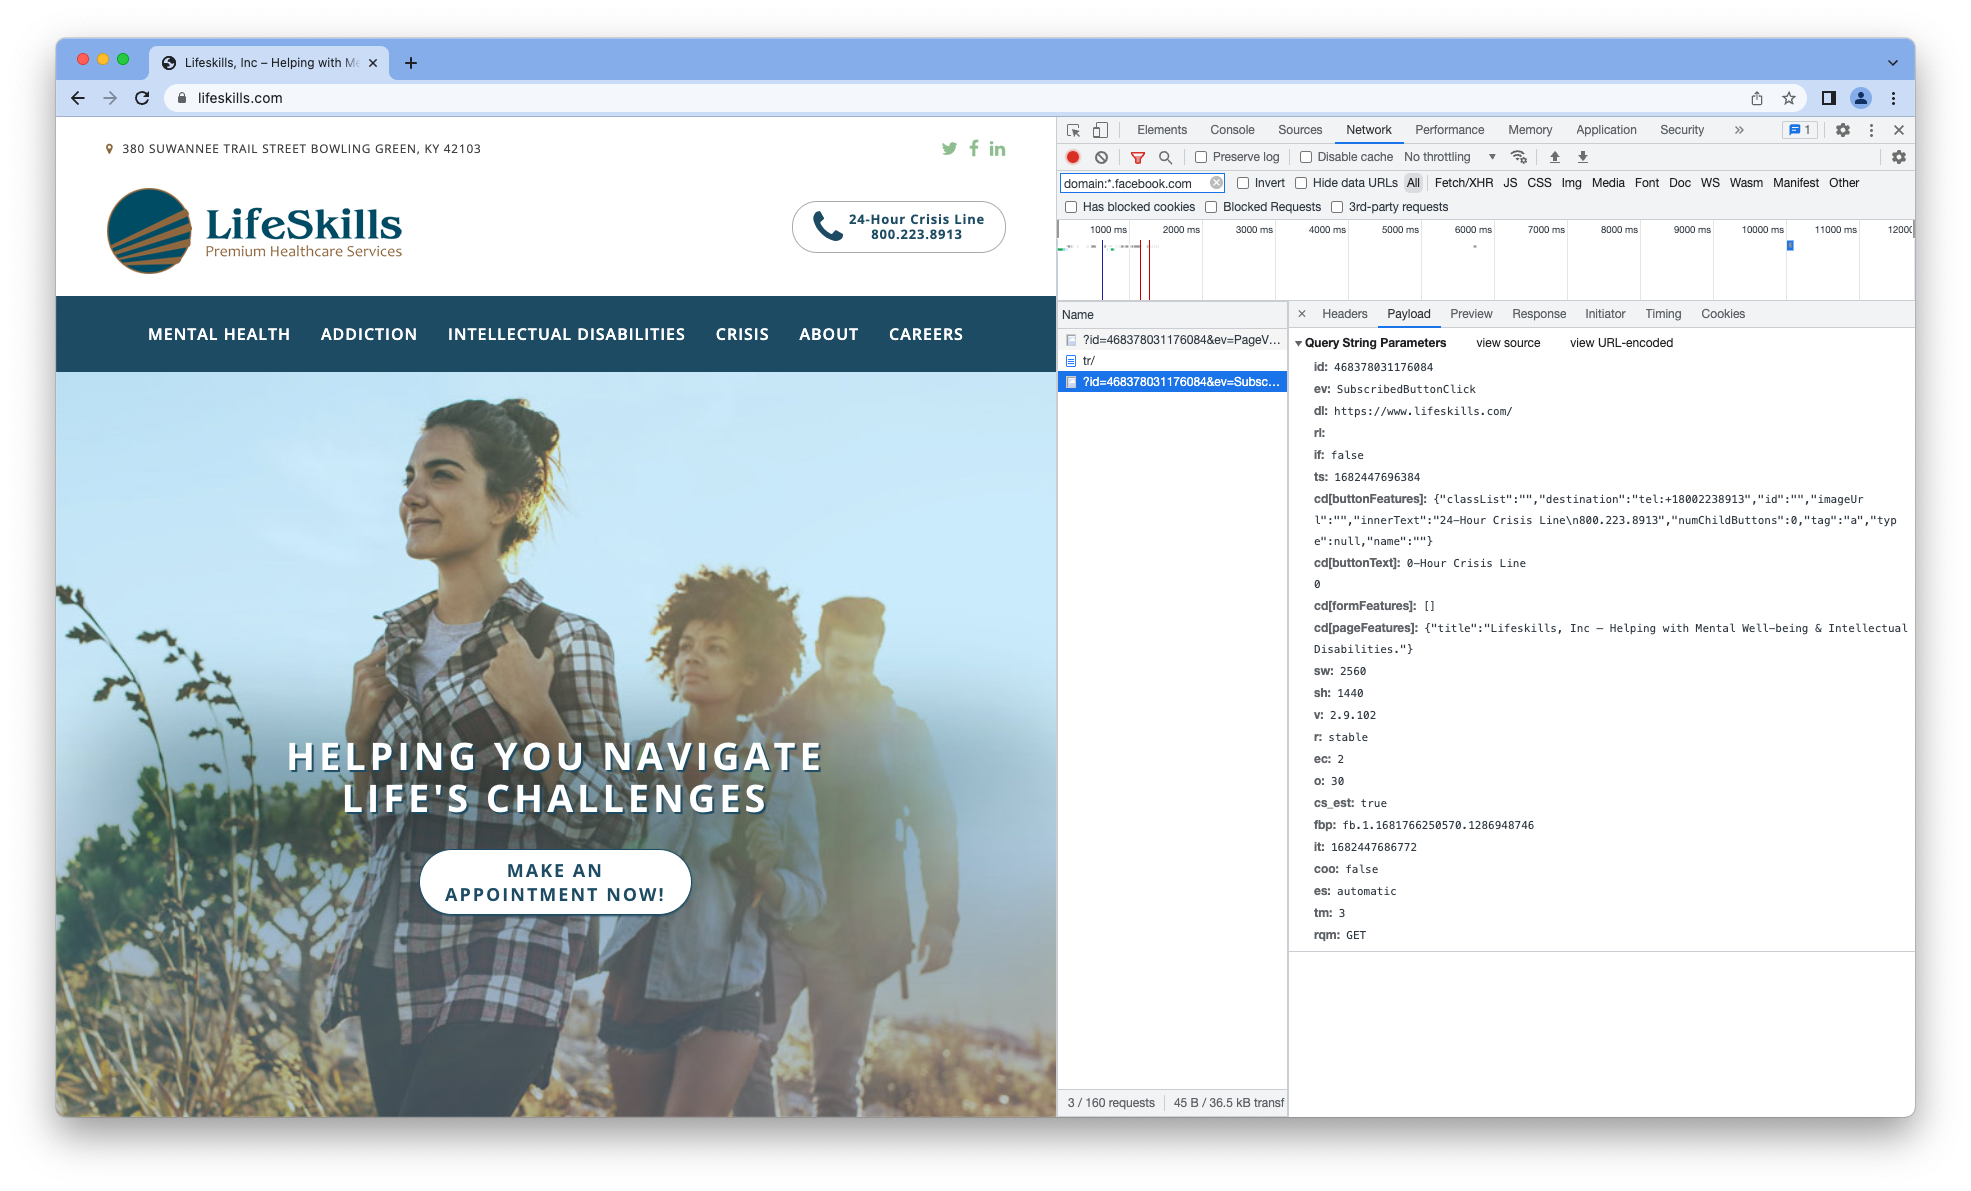 Lifeskills, Inc – Helping with Me
lifeskills.com
380 SUWANNEE TRAIL STREET BOWLING GREEN, KY 42103
LifeSkills
Premium Healthcare Services
24-Hour Crisis Line
800.223.8913
MENTAL HEALTH ADDICTION INTELLECTUAL DISABILITIES CRISIS ABOUT CAREERS
HELPING YOU NAVIGATE
LIFE'S CHALLENGES
MAKE AN
APPOINTMENT NOW!
Elements Console Sources Network Performance Memory Application Security » 1
Preserve log Disable cache No throttling
domain:*.facebook.com Invert Hide data URLs All Fetch/XHR JS CSS Img Media Font Doc WS Wasm Manifest Other
Has blocked cookies Blocked Requests 3rd-party requests
1000 ms 2000 ms 3000 ms 4000 ms 5000 ms 6000 ms 7000 ms 8000 ms 9000 ms 10000 ms 11000 ms 1200
Name
?id=468378031176084&ev=PageV…
tr/
?id=468378031176084&ev=Subsc…
3 / 160 requests 45 B / 36.5 kB transf
Headers Payload Preview Response Initiator Timing Cookies
Query String Parameters view source view URL-encoded
id: 468378031176084
ev: SubscribedButtonClick
dl: https://www.lifeskills.com/
rl:
if: false
ts: 1682447696384
cd[buttonFeatures]: {"classList":"","destination":"tel:+18002238913","id":"","imageUr
l":"","innerText":"24-Hour Crisis Line\n800.223.8913","numChildButtons":0,"tag":"a","typ
e":null,"name":""}
cd[buttonText]: 0-Hour Crisis Line
0
cd[formFeatures]: []
cd[pageFeatures]: {"title":"Lifeskills, Inc – Helping with Mental Well-being & Intellectual
Disabilities."}
sw: 2560
sh: 1440
v: 2.9.102
r: stable
ec: 2
o: 30
cs_est: true
fbp: fb.1.1681766250570.1286948746
it: 1682447686772
coo: false
es: automatic
tm: 3
rqm: GET